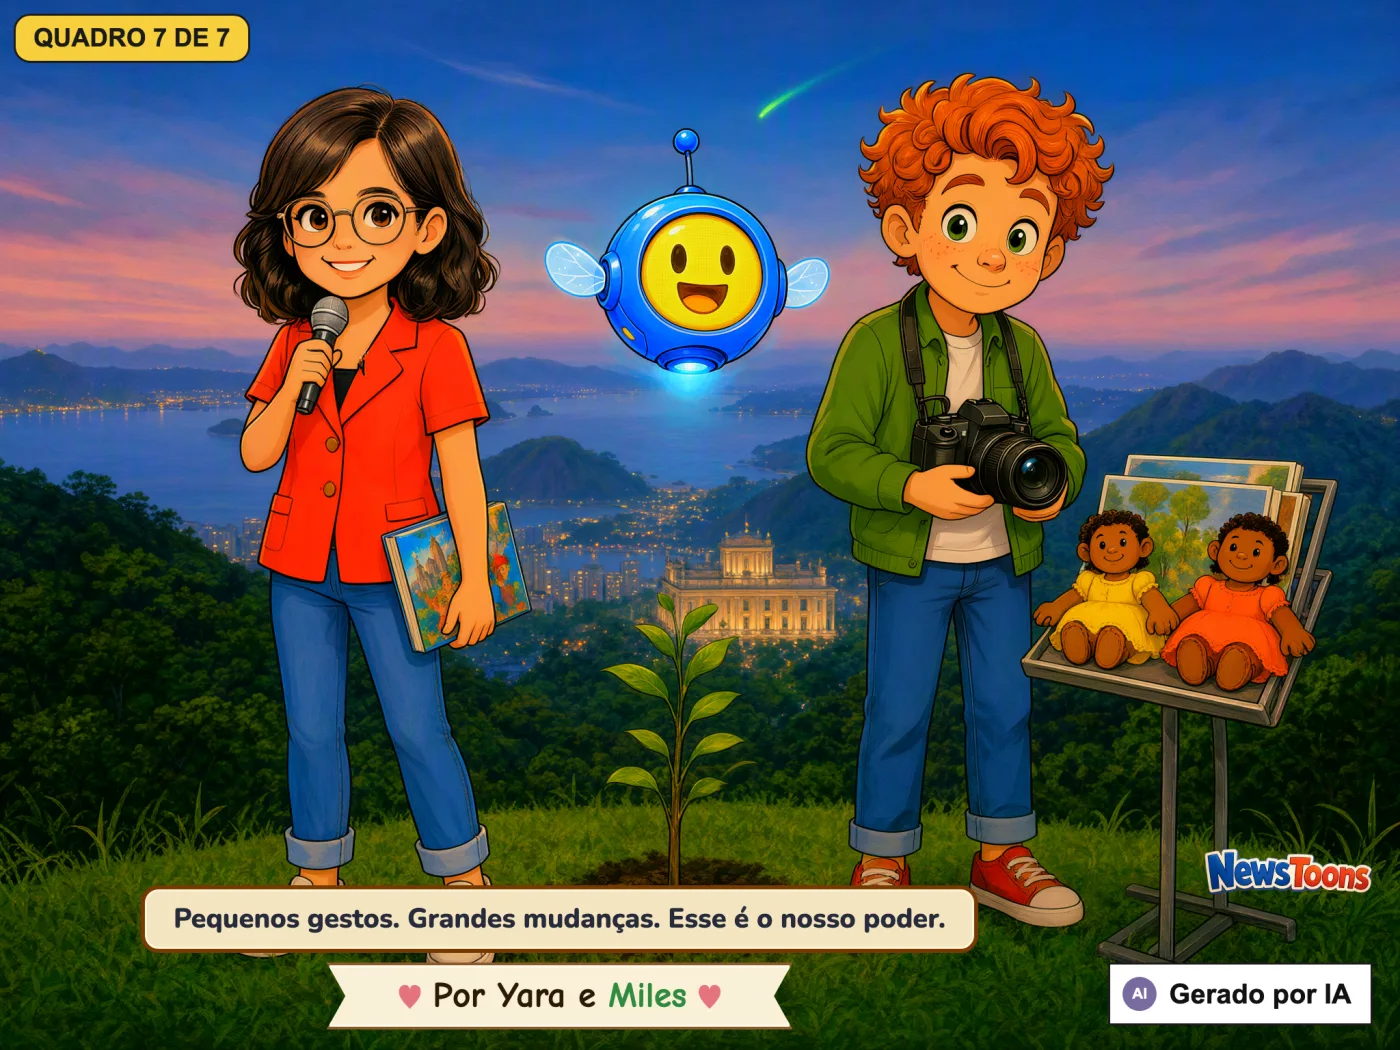 QUADRO 7 DE 7
Pequenos gestos. Grandes mudanças. Esse é o nosso poder.
Por Yara e Miles
NewsToons
AI Gerado por IA